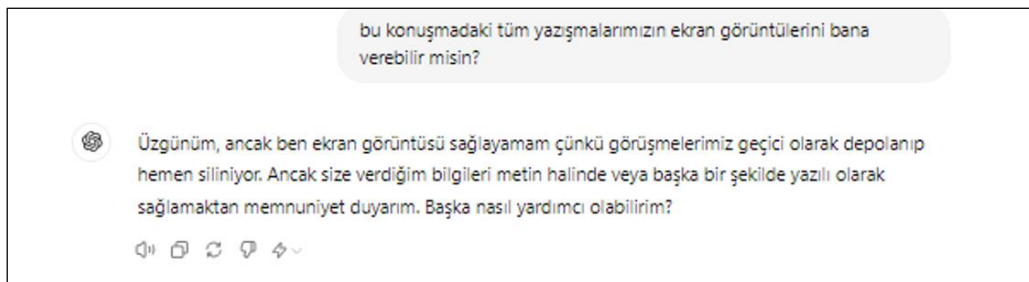 bu konuşmadaki tüm yazışmalarımızın ekran görüntülerini bana
verebilir misin?
Üzgünüm, ancak ben ekran görüntüsü sağlayamam çünkü görüşmelerimiz geçici olarak depolanıp
hemen siliniyor. Ancak size verdiğim bilgileri metin halinde veya başka bir şekilde yazılı olarak
sağlamaktan memnuniyet duyarım. Başka nasıl yardımcı olabilirim?